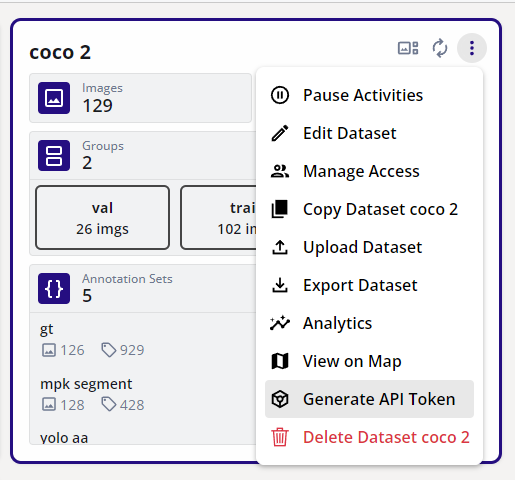 coco 2
Images
129
Groups
2
val
26 imgs
trai
102 in
Annotation Sets
5
gt
126 929
mpk segment
128 428
yolo aa
Pause Activities
Edit Dataset
Manage Access
Copy Dataset coco 2
Upload Dataset
Export Dataset
Analytics
View on Map
Generate API Token
Delete Dataset coco 2